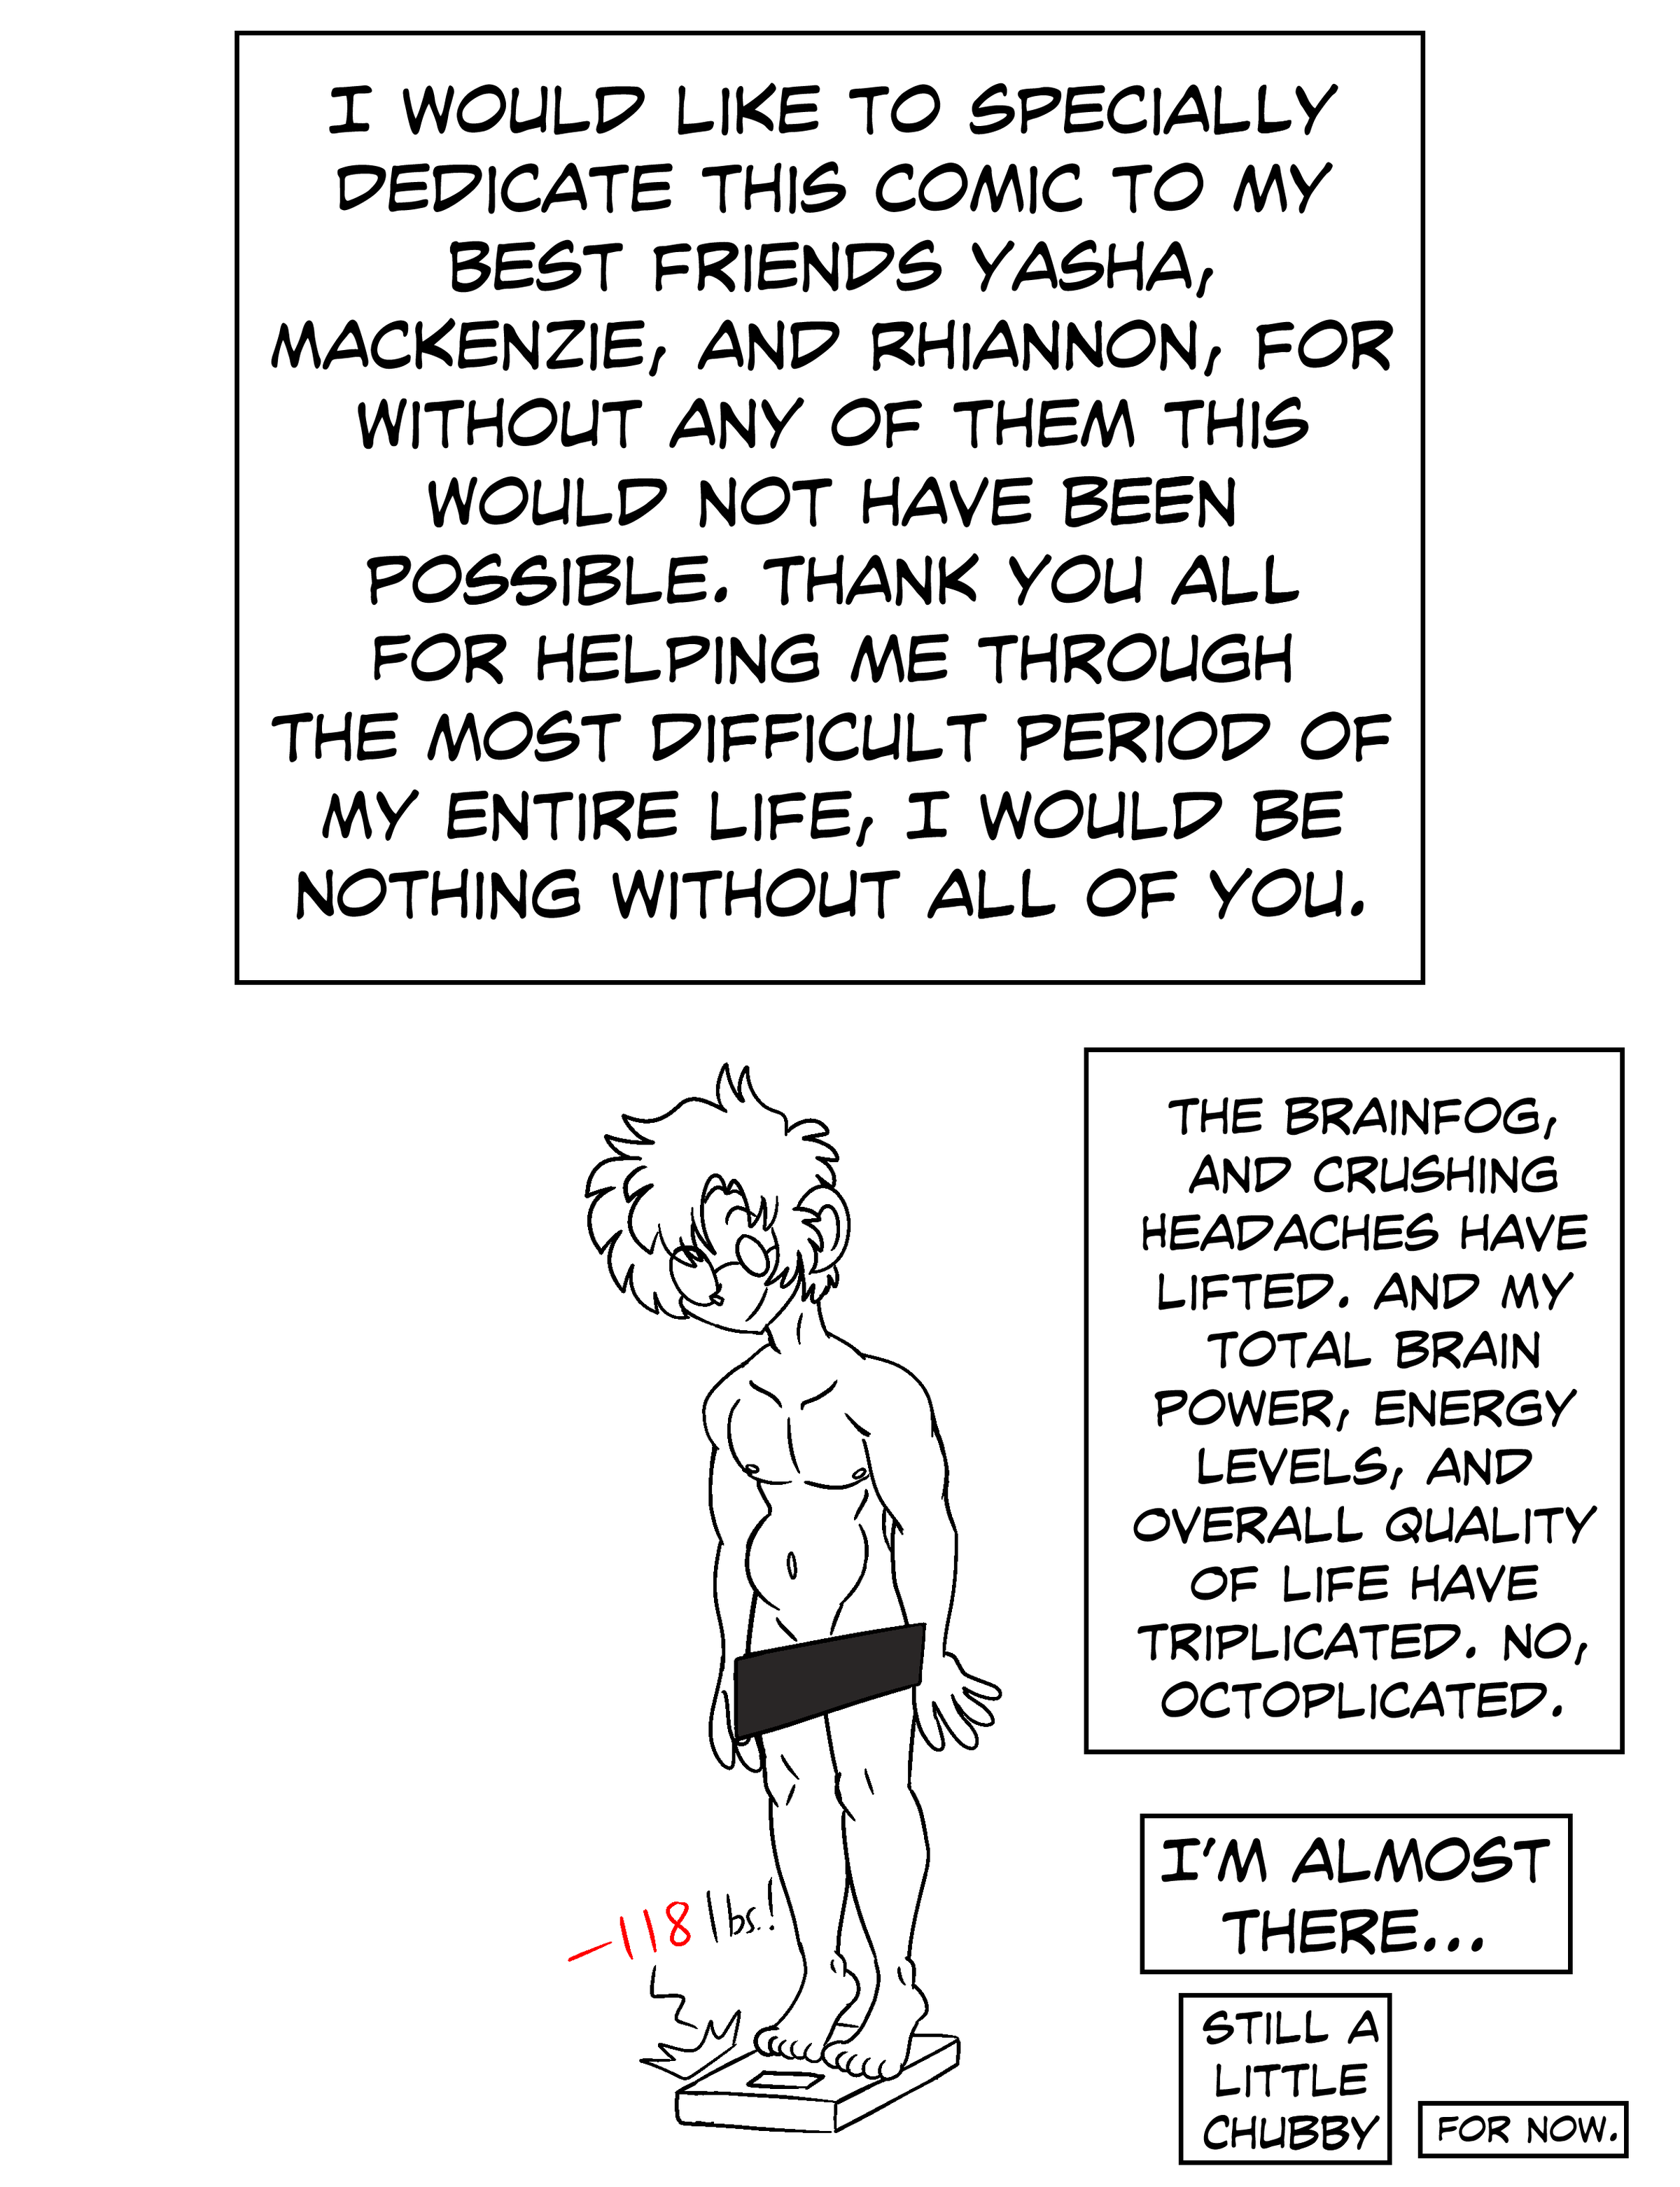 I WOULD LIKE TO SPECIALLY
DEDICATE THIS COMIC TO MY
BEST FRIENDS YASHA,
MACKENZIE, AND RHIANNON, FOR
WITHOUT ANY OF THEM THIS
WOULD NOT HAVE BEEN
POSSIBLE. THANK YOU ALL
FOR HELPING ME THROUGH
THE MOST DIFFICULT PERIOD OF
MY ENTIRE LIFE, I WOULD BE
NOTHING WITHOUT ALL OF YOU.
THE BRAINFOG,
AND CRUSHING
HEADACHES HAVE
LIFTED. AND MY
TOTAL BRAIN
POWER, ENERGY
LEVELS, AND
OVERALL QUALITY
OF LIFE HAVE
TRIPLICATED. NO,
OCTOPLICATED.
-118 lbs.!
I'M ALMOST
THERE...
STILL A
LITTLE
CHUBBY
FOR NOW.